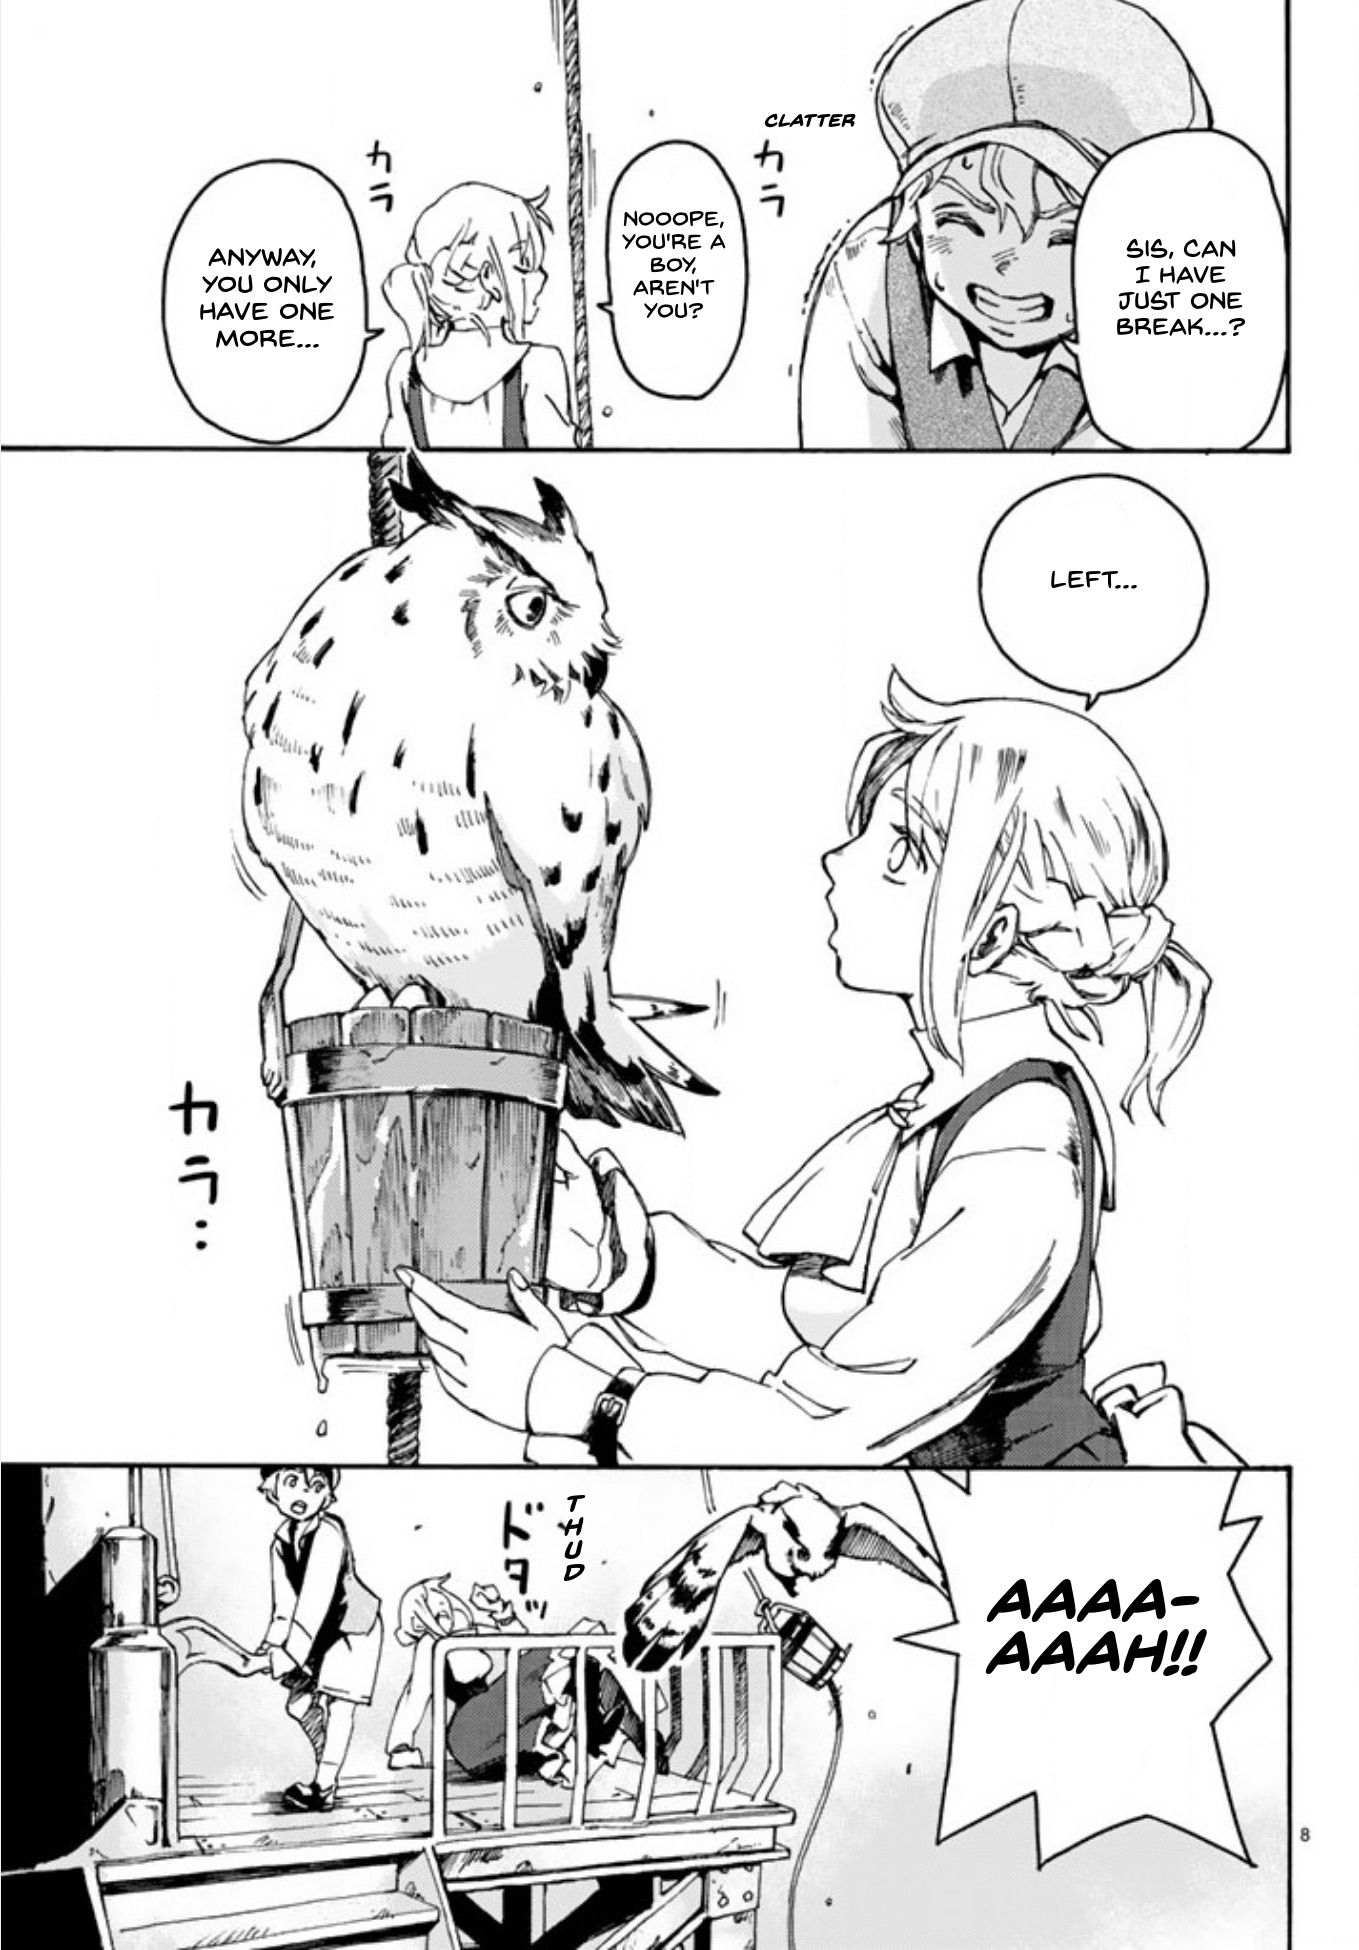 SIS, CAN
I HAVE
JUST ONE
BREAK...?
CLATTER
カラ
NOOOPE,
YOU'RE A
BOY,
AREN'T
YOU?
カラ
ANYWAY,
YOU ONLY
HAVE ONE
MORE...
LEFT...
カラ‥
AAAA-
AAAH!!
THUD
ドタッ
8